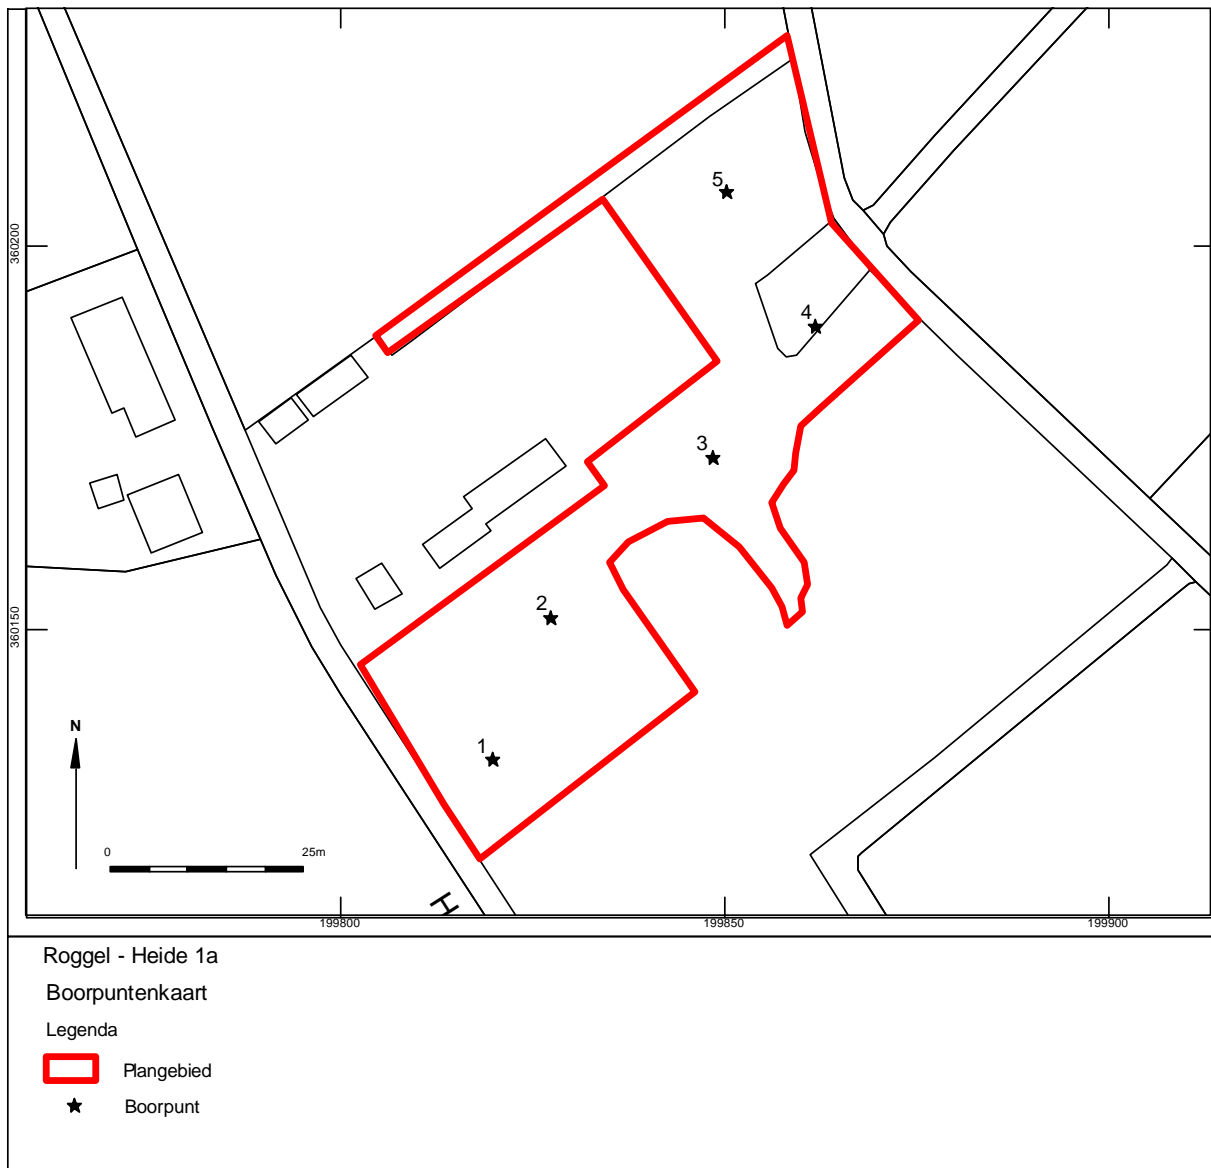 5
360200
4
3
2
360150
N
1
0 25m
H
199800 199850 199900
Roggel - Heide 1a
Boorpuntenkaart
Legenda
Plangebied
Boorpunt